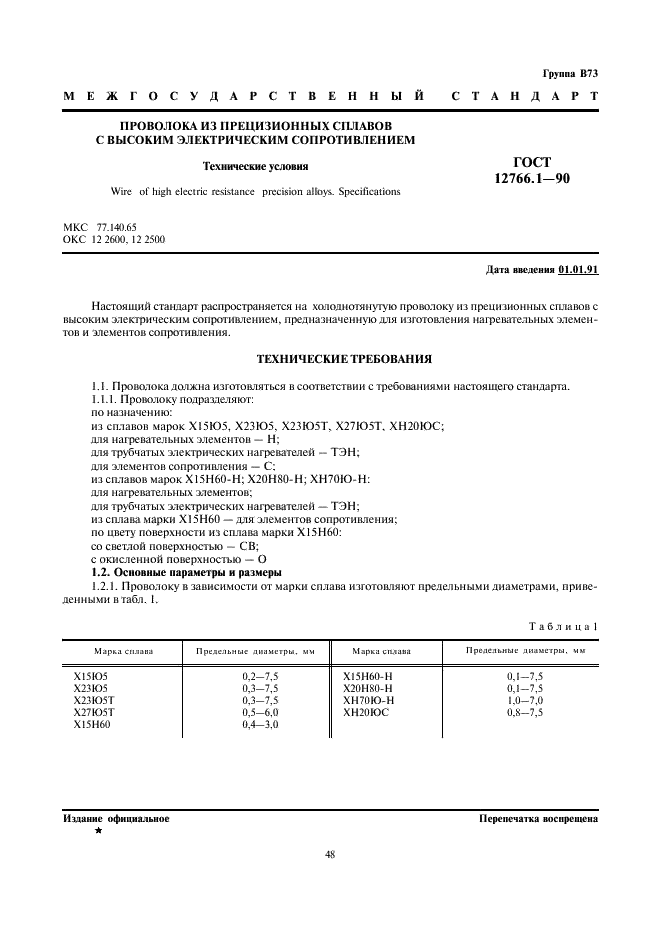 Группа В73
МЕЖГОСУДАРСТВЕННЫЙ СТАНДАРТ
ПРОВОЛОКА ИЗ ПРЕЦИЗИОННЫХ СПЛАВОВ
С ВЫСОКИМ ЭЛЕКТРИЧЕСКИМ СОПРОТИВЛЕНИЕМ
Технические условия
Wire of high electric resistance precision alloys. Specifications
ГОСТ
12766.1—90
МКС 77.140.65
ОКС 12 2600, 12 2500
Дата введения 01.01.91
Настоящий стандарт распространяется на холоднотянутую проволоку из прецизионных сплавов с
высоким электрическим сопротивлением, предназначенную для изготовления нагревательных элемен-
тов и элементов сопротивления.
ТЕХНИЧЕСКИЕ ТРЕБОВАНИЯ
1.1. Проволока должна изготовляться в соответствии с требованиями настоящего стандарта.
1.1.1. Проволоку подразделяют:
по назначению:
из сплавов марок Х15Ю5, Х23Ю5, Х23Ю5Т, Х27Ю5Т, ХН20ЮС;
для нагревательных элементов — Н;
для трубчатых электрических нагревателей — ТЭН;
для элементов сопротивления — С;
из сплавов марок Х15Н60-Н; Х20Н80-Н; ХН70Ю-Н:
для нагревательных элементов;
для трубчатых электрических нагревателей — ТЭН;
из сплава марки Х15Н60 — для элементов сопротивления;
по цвету поверхности из сплава марки Х15Н60:
со светлой поверхностью — СВ;
с окисленной поверхностью — О
1.2. Основные параметры и размеры
1.2.1. Проволоку в зависимости от марки сплава изготовляют предельными диаметрами, приве-
денными в табл. 1.
Таблица 1
Марка сплава Предельные диаметры, мм Марка сплава Предельные диаметры, мм
Х15Ю5 0,2—7,5 Х15Н60-Н 0,1—7,5
Х23Ю5 0,3—7,5 Х20Н80-Н 0,1—7,5
Х23Ю5Т 0,3—7,5 ХН70Ю-Н 1,0—7,0
Х27Ю5Т 0,5—6,0 ХН20ЮС 0,8—7,5
Х15Н60 0,4—3,0
Издание официальное Перепечатка воспрещена
★
48